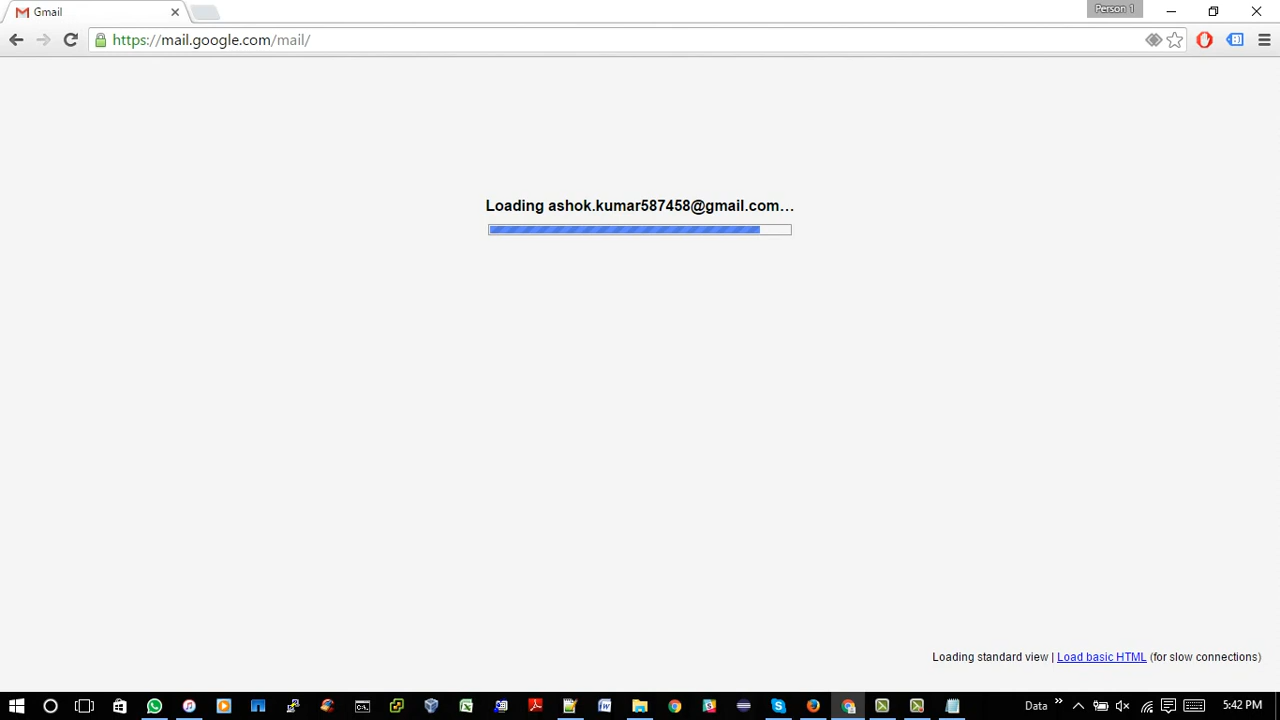 Gmail
Person 1
https://mail.google.com/mail/
Loading ashok.kumar587458@gmail.com…
Loading standard view | Load basic HTML (for slow connections)
Data
5:42 PM